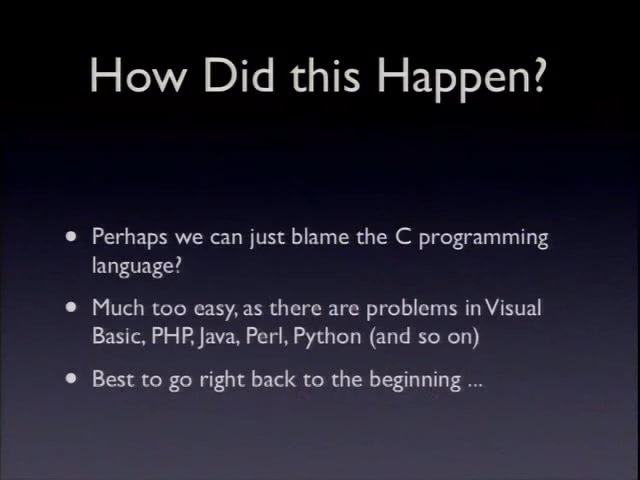 How Did this Happen?
• Perhaps we can just blame the C programming
language?
• Much too easy, as there are problems in Visual
Basic, PHP, Java, Perl, Python (and so on)
• Best to go right back to the beginning ...